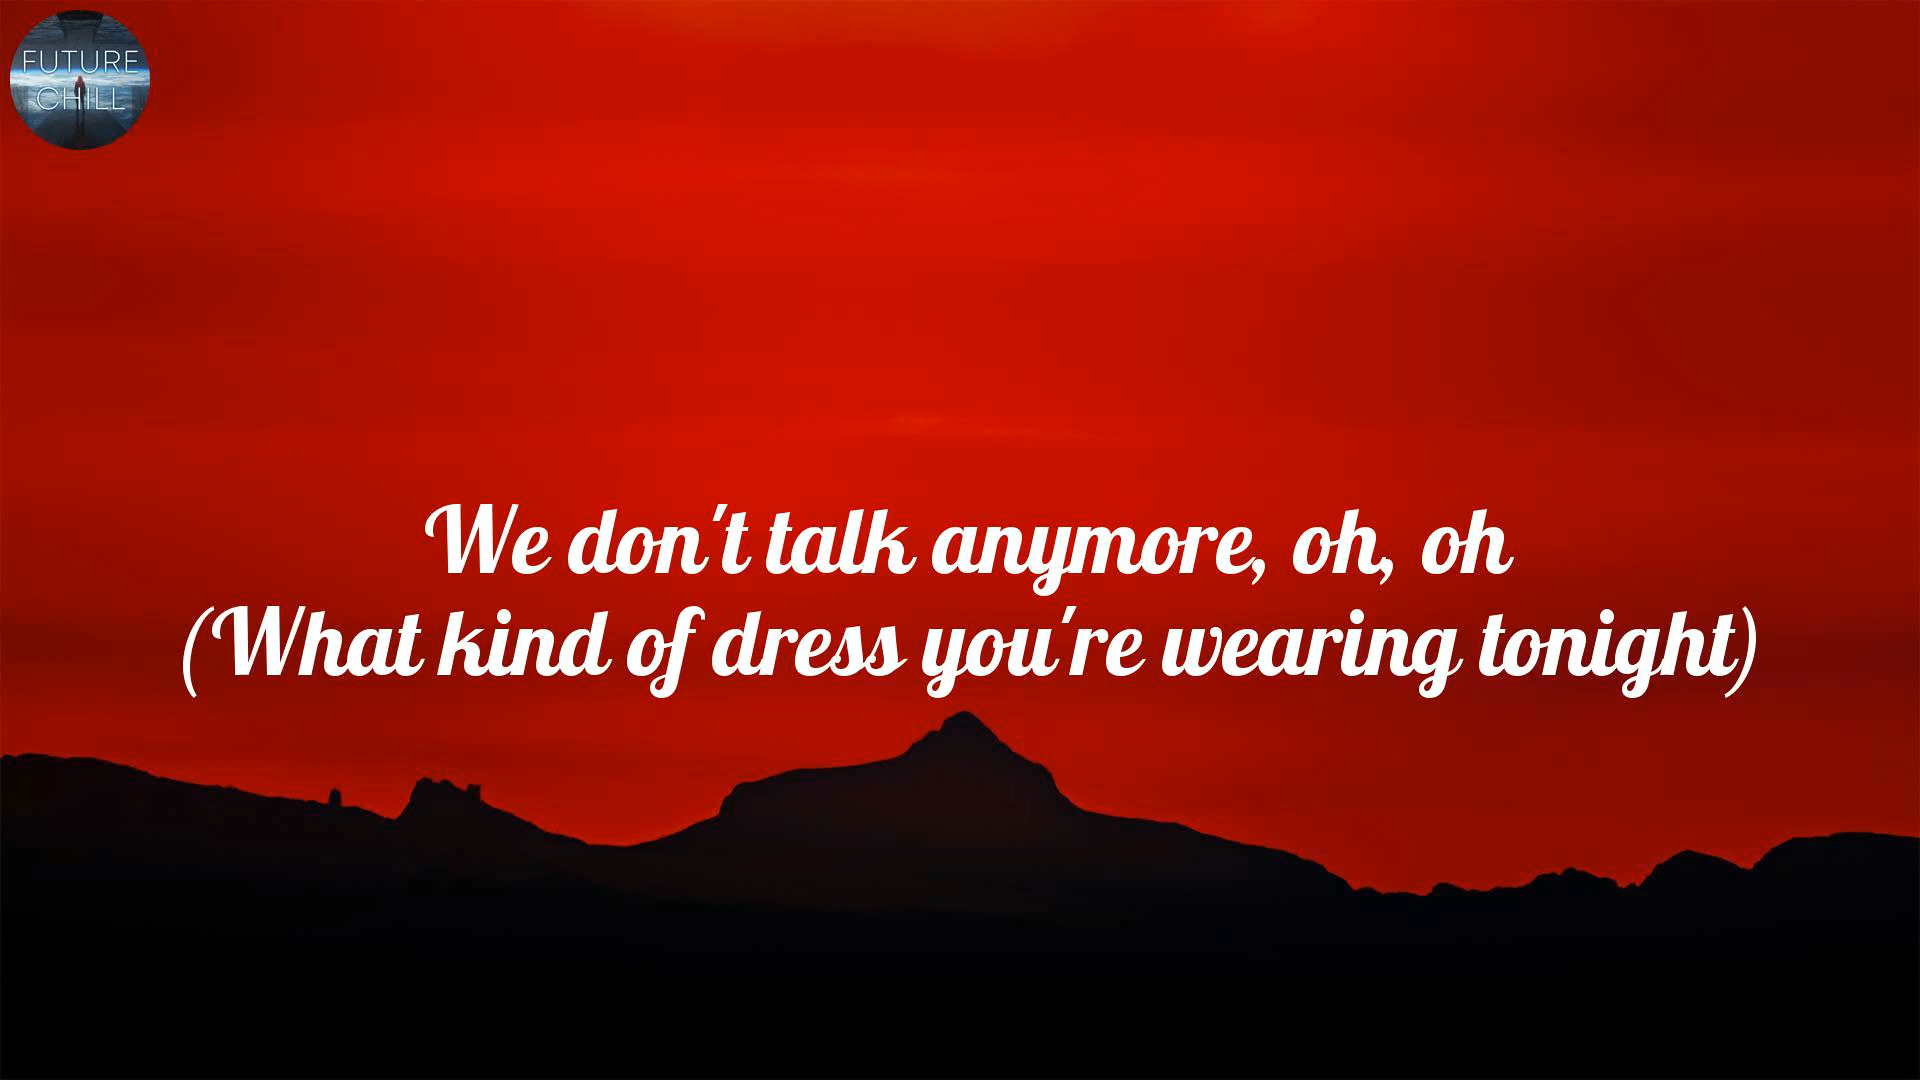 FUTURE
CHILL
We don't talk anymore, oh, oh
(What kind of dress you're wearing tonight)